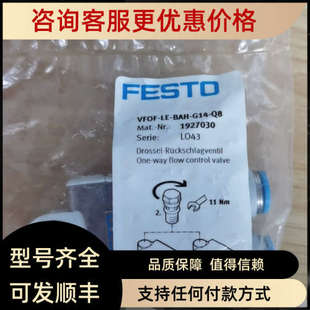 咨询客服更优惠价格
FESTO
VFOF-LE-BAH-G14-Q8
Mat.-Nr. 1927030
Serie: LO43
Drossel-Rückschlagventil
One-way flow control valve
11 Nm
2.
型号齐全
可发顺丰
品质保障 值得信赖
支持任何付款方式